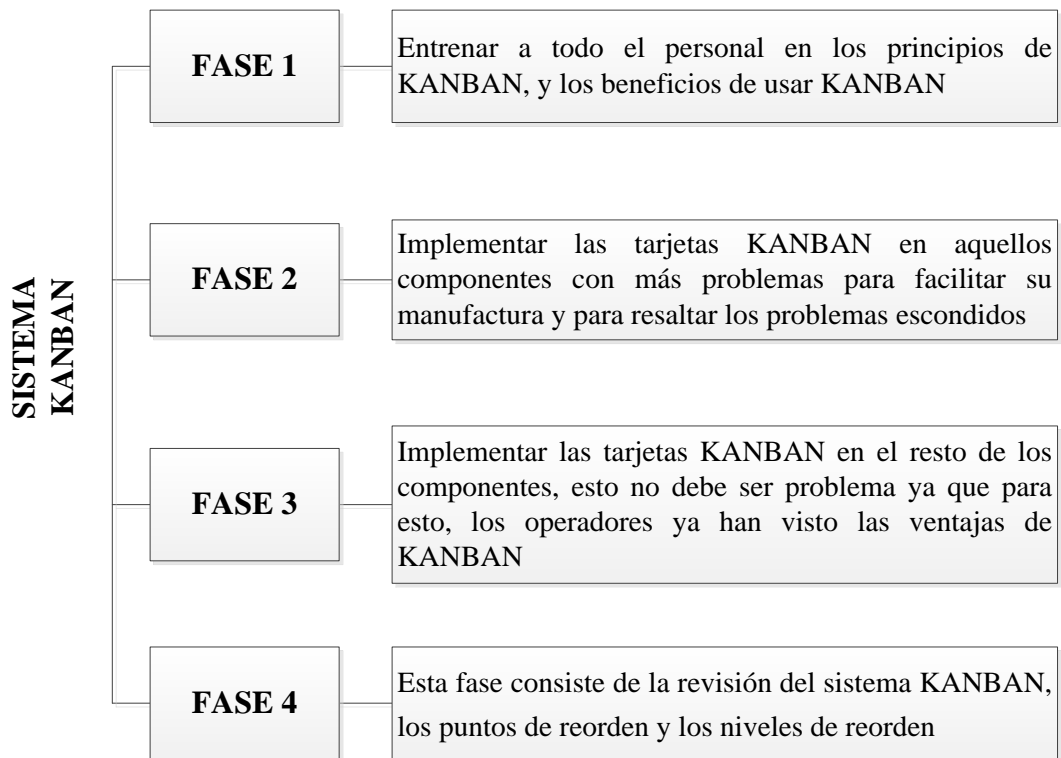 SISTEMA
KANBAN
FASE 1
Entrenar a todo el personal en los principios de
KANBAN, y los beneficios de usar KANBAN
FASE 2
Implementar las tarjetas KANBAN en aquellos
componentes con más problemas para facilitar su
manufactura y para resaltar los problemas escondidos
FASE 3
Implementar las tarjetas KANBAN en el resto de los
componentes, esto no debe ser problema ya que para
esto, los operadores ya han visto las ventajas de
KANBAN
FASE 4
Esta fase consiste de la revisión del sistema KANBAN,
los puntos de reorden y los niveles de reorden